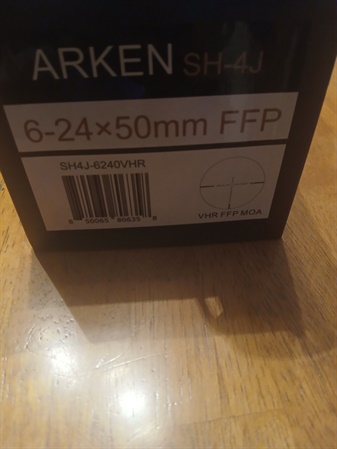 ARKEN SH-4J
6-24×50mm FFP
SH4J-6240VHR
VHR FFP MOA